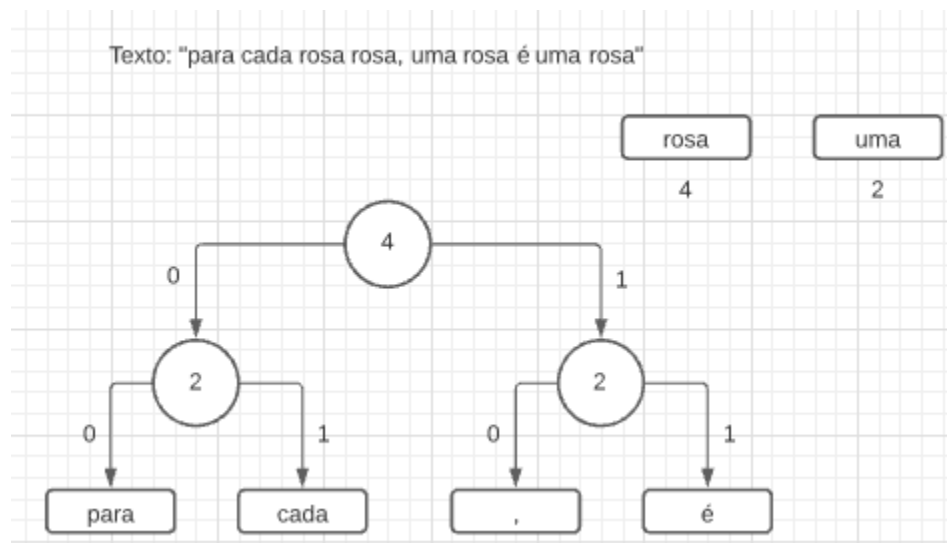 Texto: "para cada rosa rosa, uma rosa é uma rosa"
rosa uma
4 2
4
0 1
2 2
0 1 0 1
para cada , é